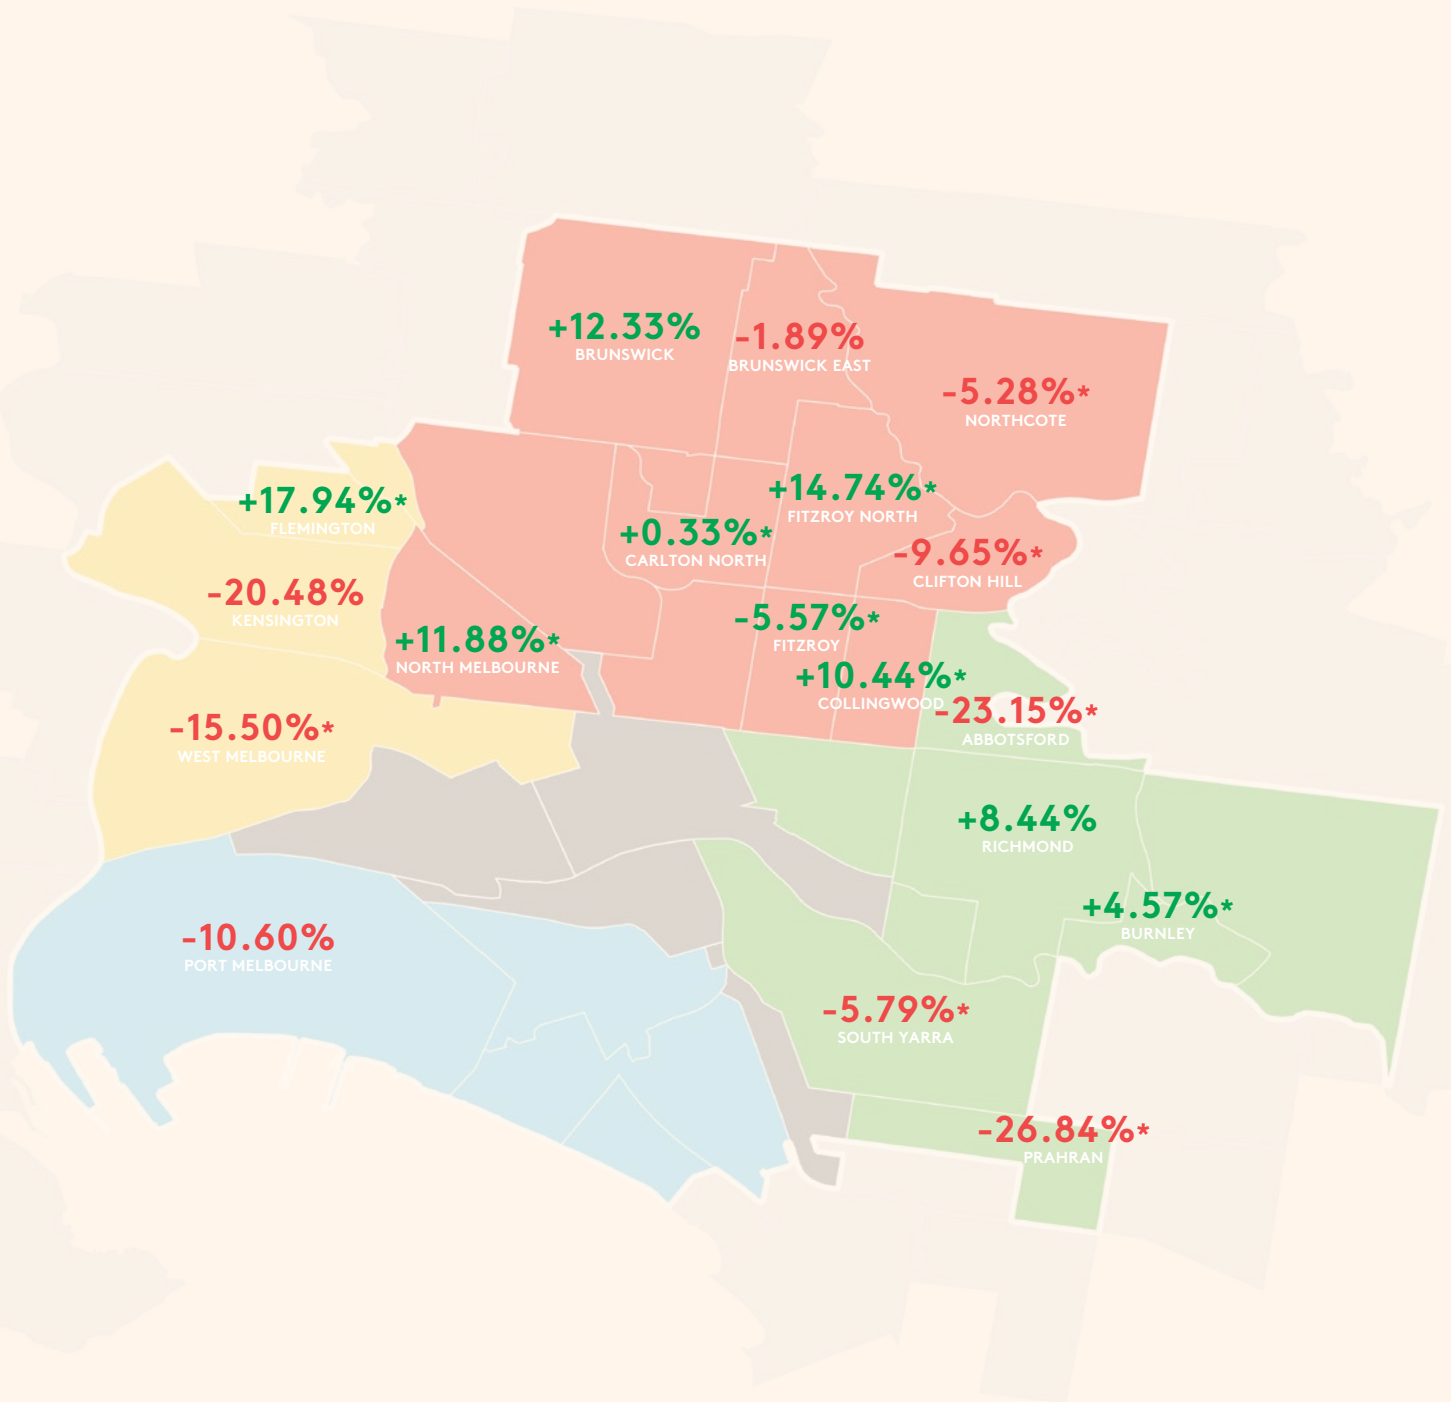 +12.33%
BRUNSWICK
-1.89%
BRUNSWICK EAST
-5.28%*
NORTHCOTE
+17.94%*
FLEMINGTON
+14.74%*
FITZROY NORTH
+0.33%*
CARLTON NORTH
-9.65%*
CLIFTON HILL
-20.48%
KENSINGTON
+11.88%*
NORTH MELBOURNE
-5.57%*
FITZROY
+10.44%*
COLLINGWOOD
-23.15%*
ABBOTSFORD
-15.50%*
WEST MELBOURNE
+8.44%
RICHMOND
+4.57%*
BURNLEY
-10.60%
PORT MELBOURNE
-5.79%*
SOUTH YARRA
-26.84%*
PRAHRAN